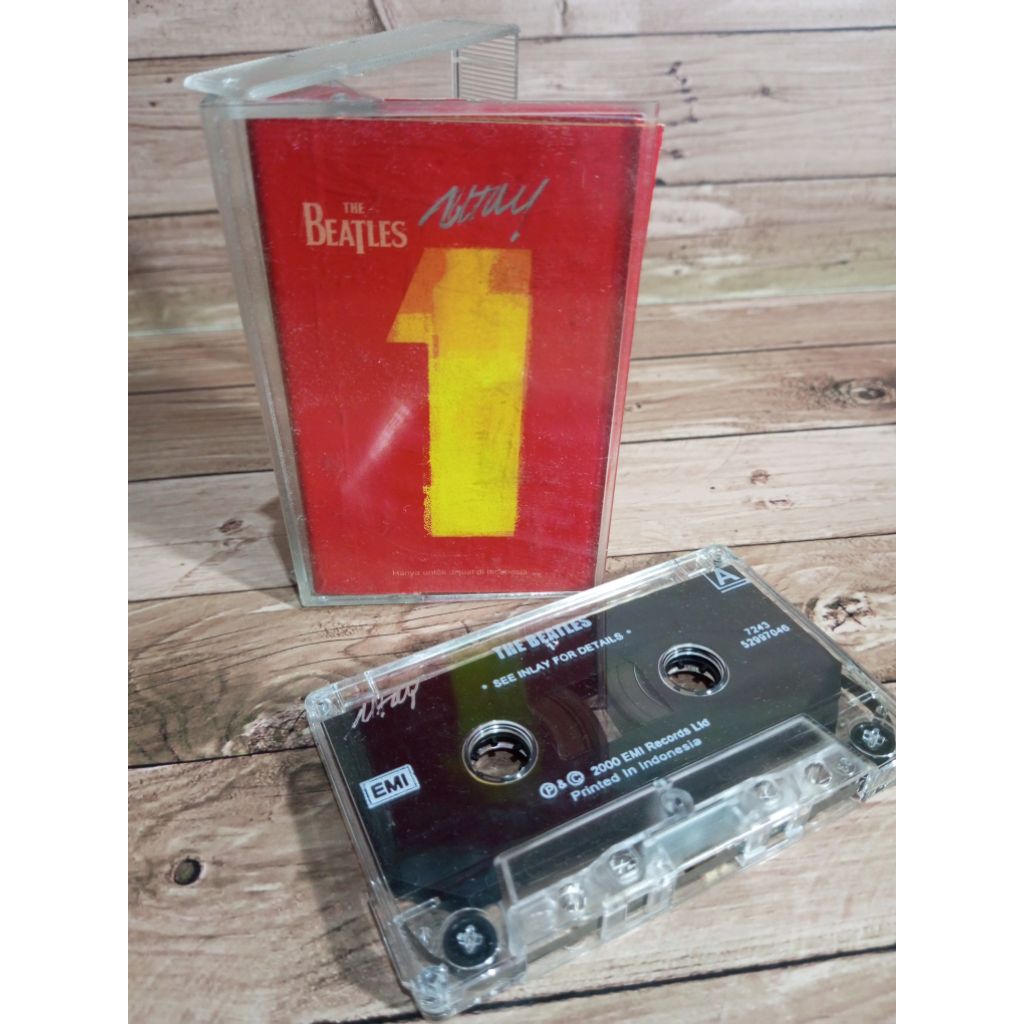 THE
BEATLES
1
Hanya untuk dijual di Indonesia
A
THE BEATLES
"1"
* SEE INLAY FOR DETAILS *
7243
52997046
EMI
℗ & © 2000 EMI Records Ltd
Printed in Indonesia